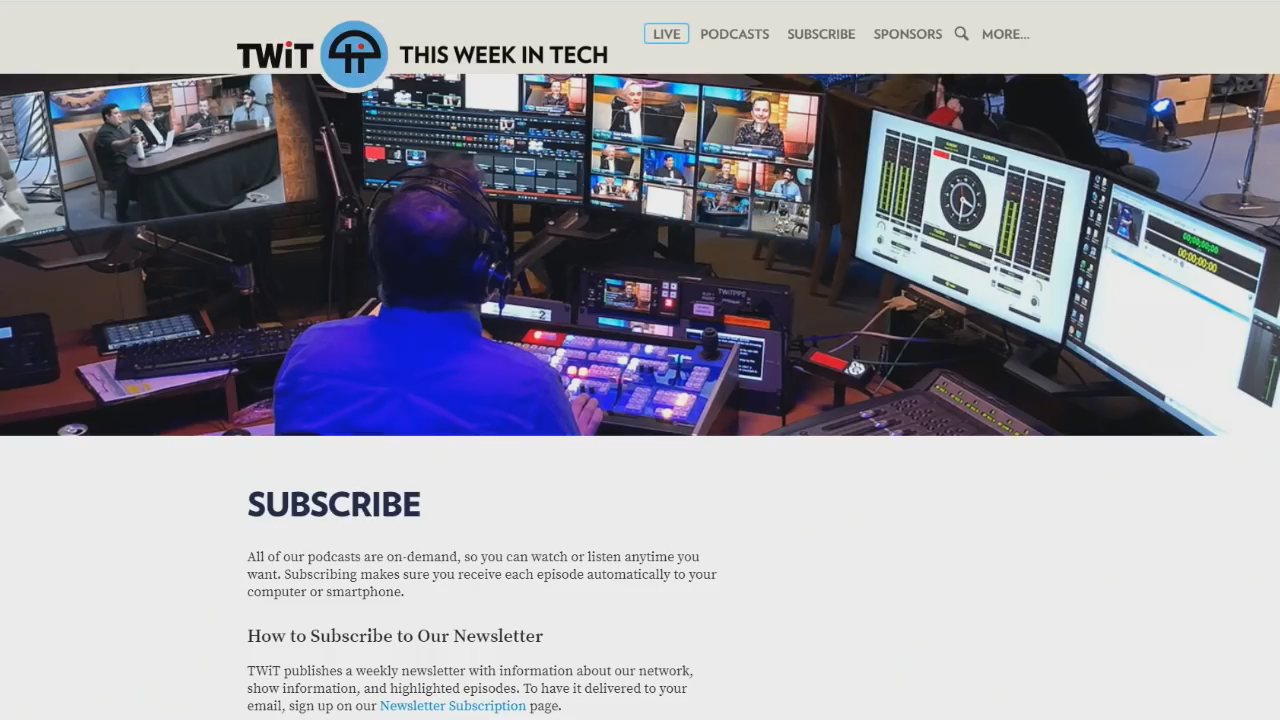 TWiT
THIS WEEK IN TECH
LIVE PODCASTS SUBSCRIBE SPONSORS MORE...
SUBSCRIBE
All of our podcasts are on-demand, so you can watch or listen anytime you
want. Subscribing makes sure you receive each episode automatically to your
computer or smartphone.
How to Subscribe to Our Newsletter
TWiT publishes a weekly newsletter with information about our network,
show information, and highlighted episodes. To have it delivered to your
email, sign up on our Newsletter Subscription page.